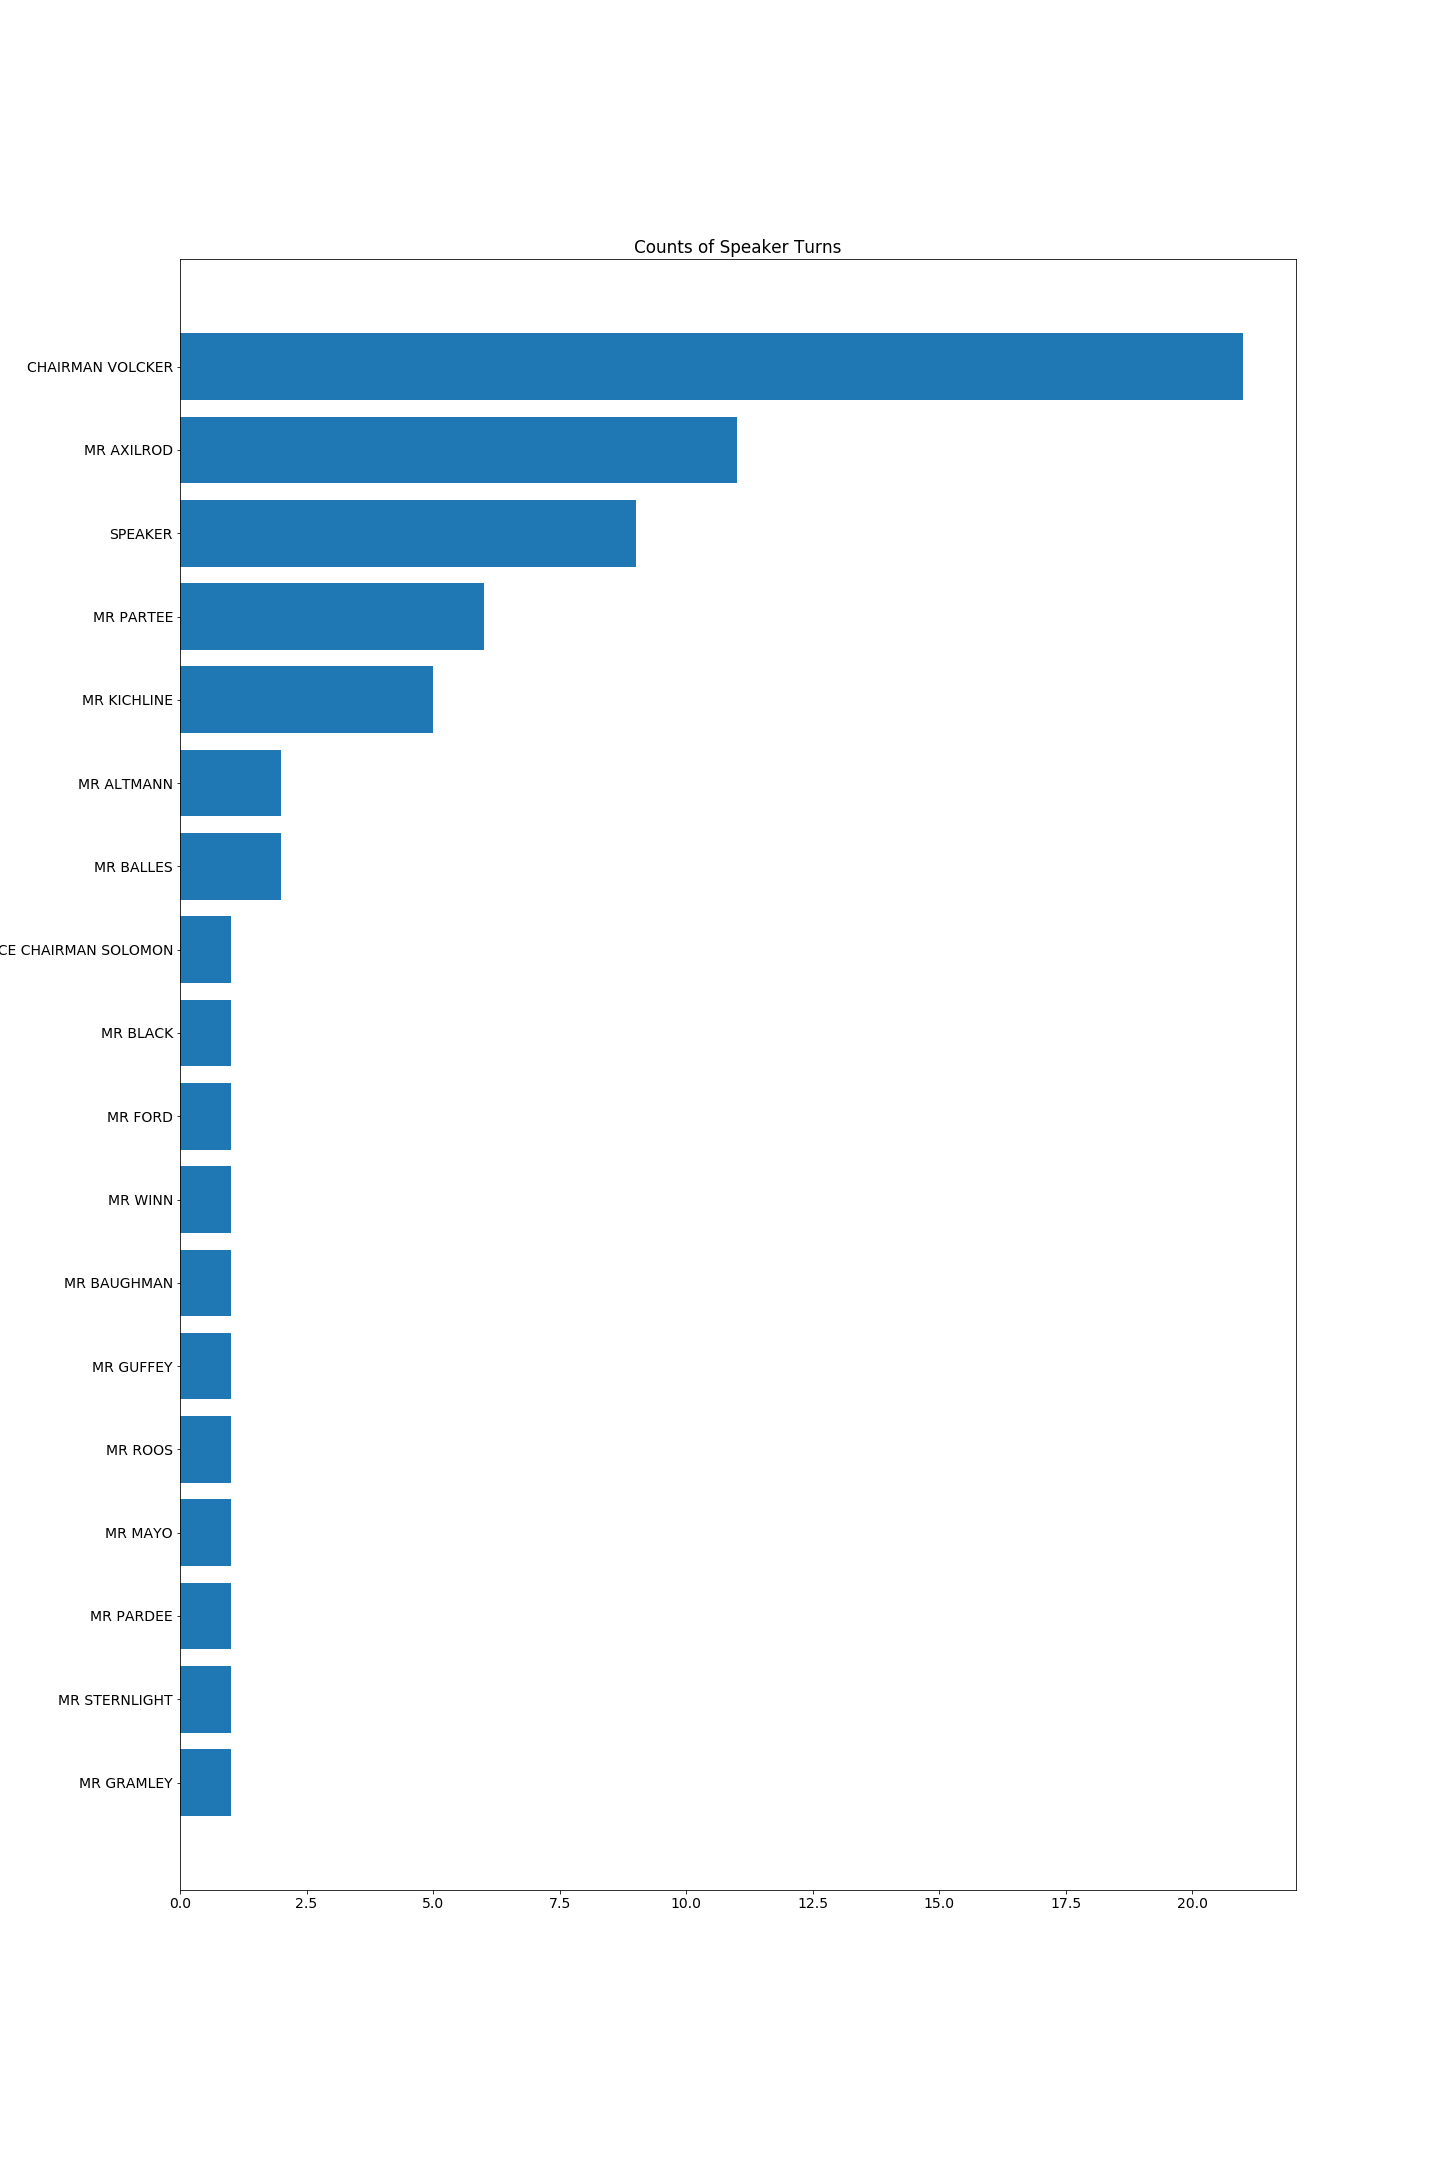 Counts of Speaker Turns
CHAIRMAN VOLCKER
MR AXILROD
SPEAKER
MR PARTEE
MR KICHLINE
MR ALTMANN
MR BALLES
CE CHAIRMAN SOLOMON
MR BLACK
MR FORD
MR WINN
MR BAUGHMAN
MR GUFFEY
MR ROOS
MR MAYO
MR PARDEE
MR STERNLIGHT
MR GRAMLEY
0.0 2.5 5.0 7.5 10.0 12.5 15.0 17.5 20.0